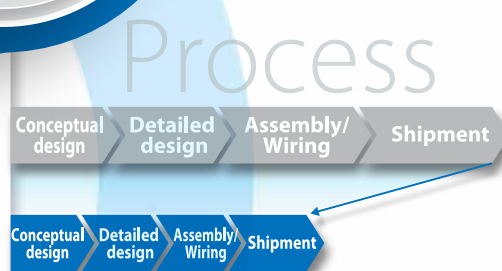 Process
Conceptual
design
Detailed
design
Assembly/
Wiring
Shipment
Conceptual
design
Detailed
design
Assembly/
Wiring
Shipment